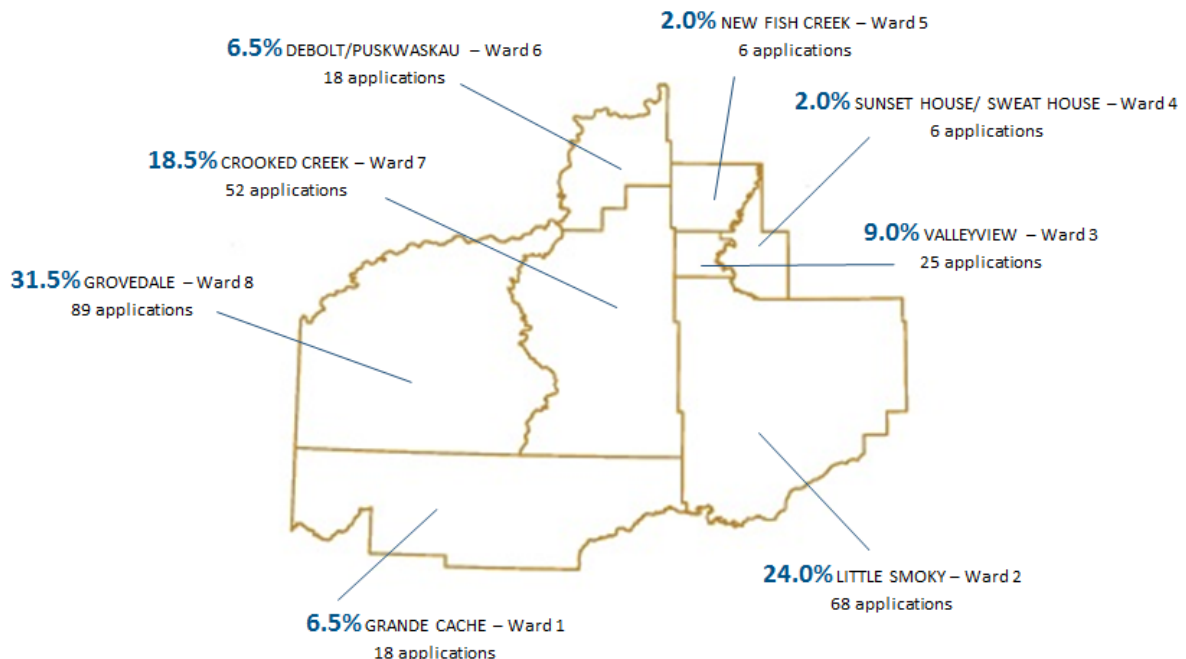 2.0% NEW FISH CREEK – Ward 5
6 applications
6.5% DEBOLT/PUSKWASKAU – Ward 6
18 applications
2.0% SUNSET HOUSE/ SWEAT HOUSE – Ward 4
6 applications
18.5% CROOKED CREEK – Ward 7
52 applications
9.0% VALLEYVIEW – Ward 3
25 applications
31.5% GROVEDALE – Ward 8
89 applications
24.0% LITTLE SMOKY – Ward 2
68 applications
6.5% GRANDE CACHE – Ward 1
18 applications